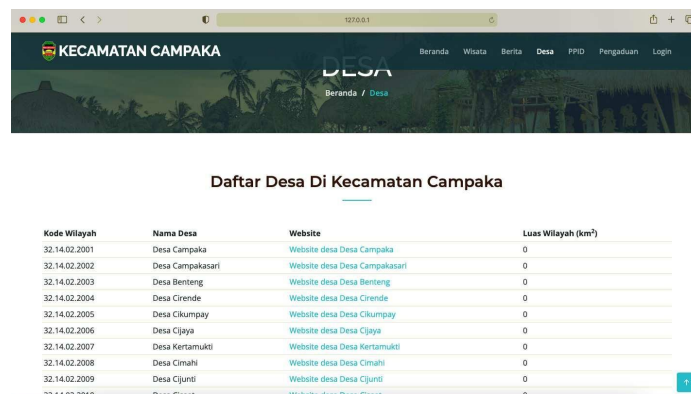 127.0.0.1
KECAMATAN CAMPAKA
Beranda Wisata Berita Desa PPID Pengaduan Login
DESA
Beranda / Desa
Daftar Desa Di Kecamatan Campaka
Kode Wilayah Nama Desa Website Luas Wilayah (km²)
32.14.02.2001 Desa Campaka Website desa Desa Campaka 0
32.14.02.2002 Desa Campakasari Website desa Desa Campakasari 0
32.14.02.2003 Desa Benteng Website desa Desa Benteng 0
32.14.02.2004 Desa Cirende Website desa Desa Cirende 0
32.14.02.2005 Desa Cikumpay Website desa Desa Cikumpay 0
32.14.02.2006 Desa Cijaya Website desa Desa Cijaya 0
32.14.02.2007 Desa Kertamukti Website desa Desa Kertamukti 0
32.14.02.2008 Desa Cimahi Website desa Desa Cimahi 0
32.14.02.2009 Desa Cijunti Website desa Desa Cijunti 0